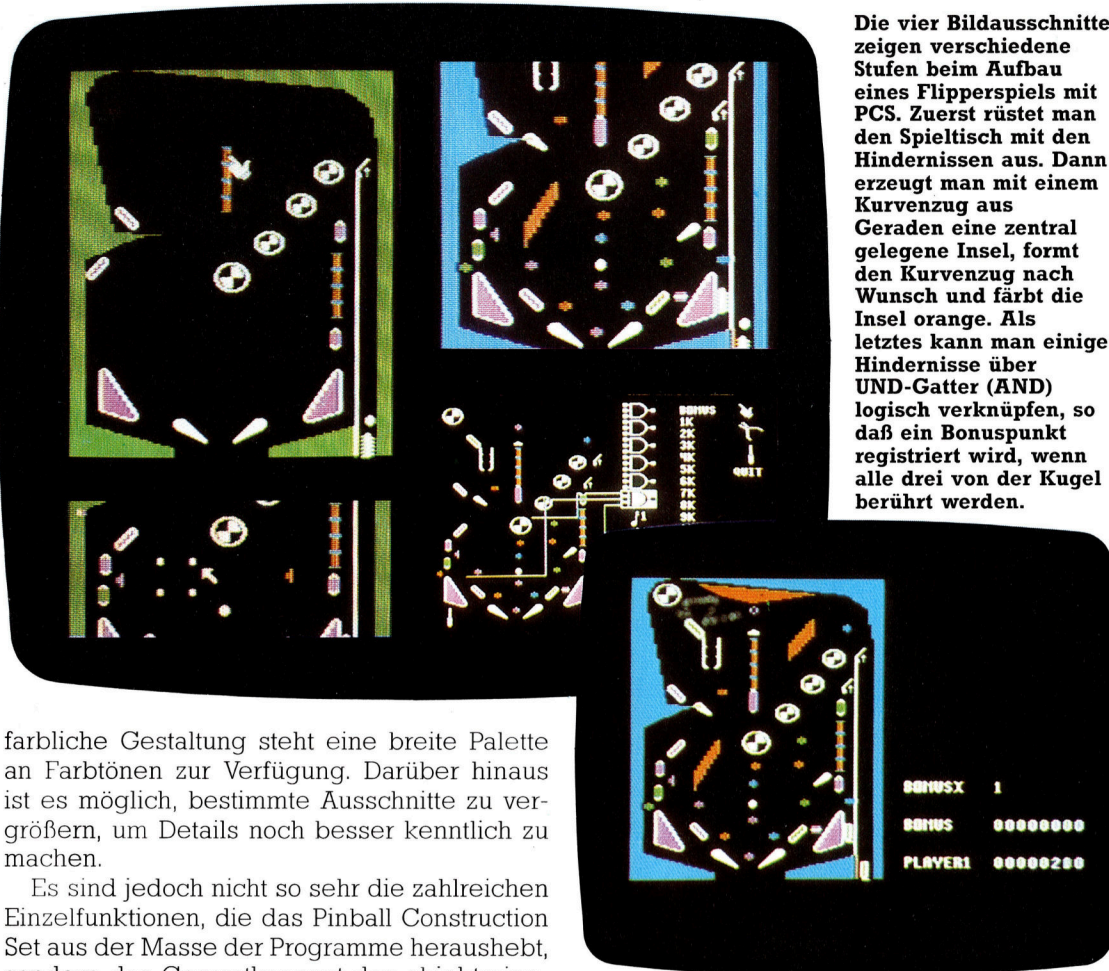 Die vier Bildausschnitte
zeigen verschiedene
Stufen beim Aufbau
eines Flipperspiels mit
PCS. Zuerst rüstet man
den Spieltisch mit den
Hindernissen aus. Dann
erzeugt man mit einem
Kurvenzug aus
Geraden eine zentral
gelegene Insel, formt
den Kurvenzug nach
Wunsch und färbt die
Insel orange. Als
letztes kann man einige
Hindernisse über
UND-Gatter (AND)
logisch verknüpfen, so
daß ein Bonuspunkt
registriert wird, wenn
alle drei von der Kugel
berührt werden.
BONUS
1K
2K
3K
4K
5K
6K
7K
8K
9K
QUIT
1
BONUSX 1
BONUS 00000000
PLAYER1 00000280
farbliche Gestaltung steht eine breite Palette
an Farbtönen zur Verfügung. Darüber hinaus
ist es möglich, bestimmte Ausschnitte zu ver-
größern, um Details noch besser kenntlich zu
machen.
Es sind jedoch nicht so sehr die zahlreichen
Einzelfunktionen, die das Pinball Construction
Set aus der Masse der Programme heraushebt,